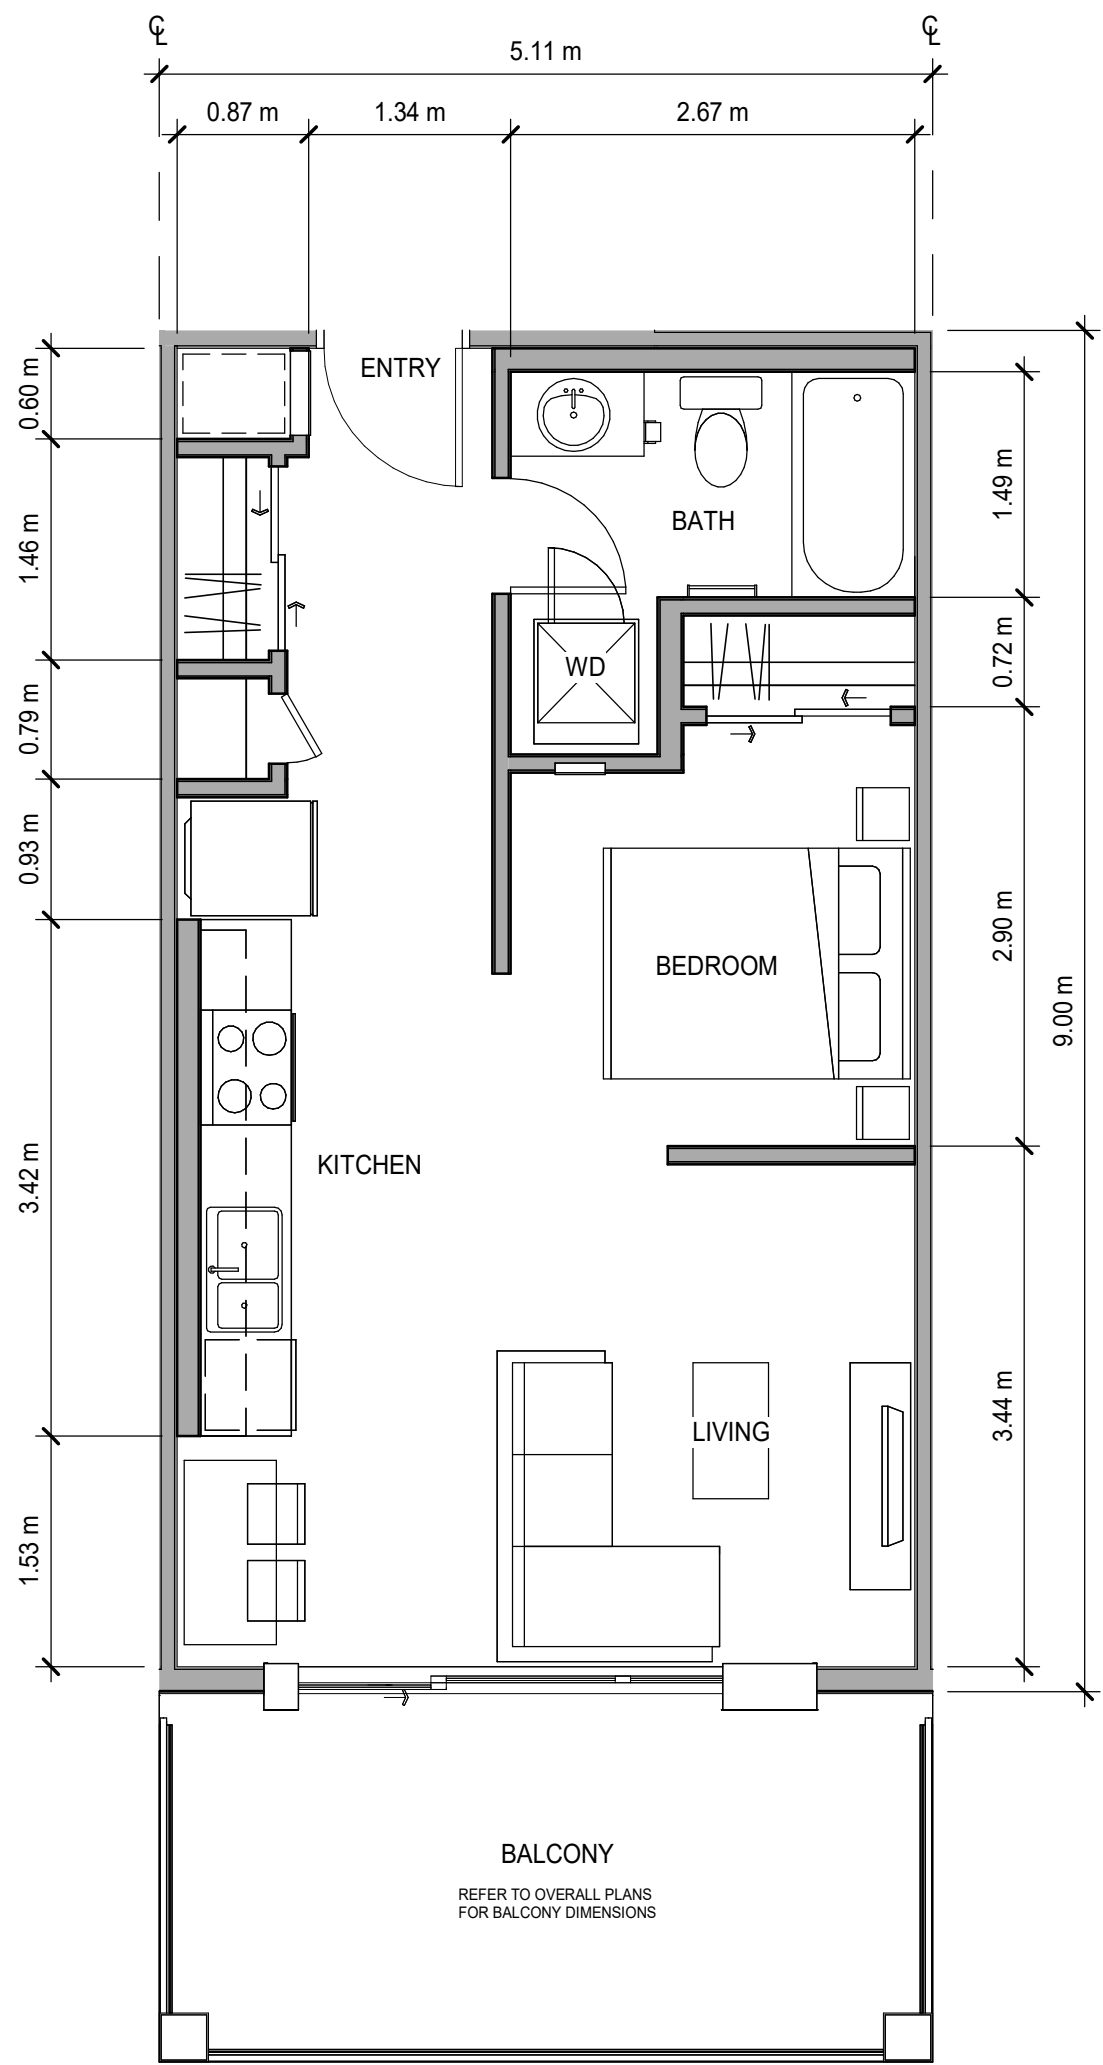 ℄ ℄
5.11 m
0.87 m 1.34 m 2.67 m
ENTRY
0.60 m
1.49 m
BATH
1.46 m
WD
0.72 m
0.79 m
0.93 m
BEDROOM
2.90 m
9.00 m
KITCHEN
3.42 m
LIVING
3.44 m
1.53 m
BALCONY
REFER TO OVERALL PLANS
FOR BALCONY DIMENSIONS